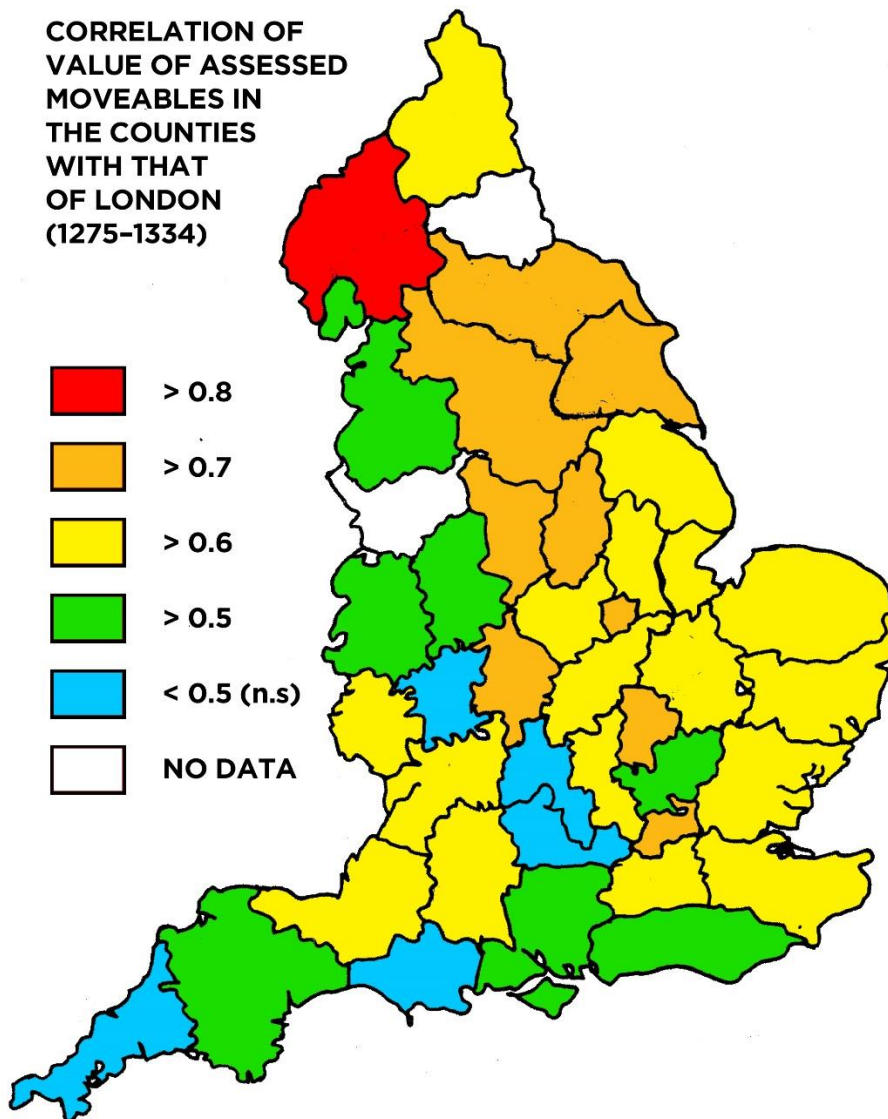 CORRELATION OF
VALUE OF ASSESSED
MOVEABLES IN
THE COUNTIES
WITH THAT
OF LONDON
(1275–1334)
> 0.8
> 0.7
> 0.6
> 0.5
< 0.5 (n.s)
NO DATA